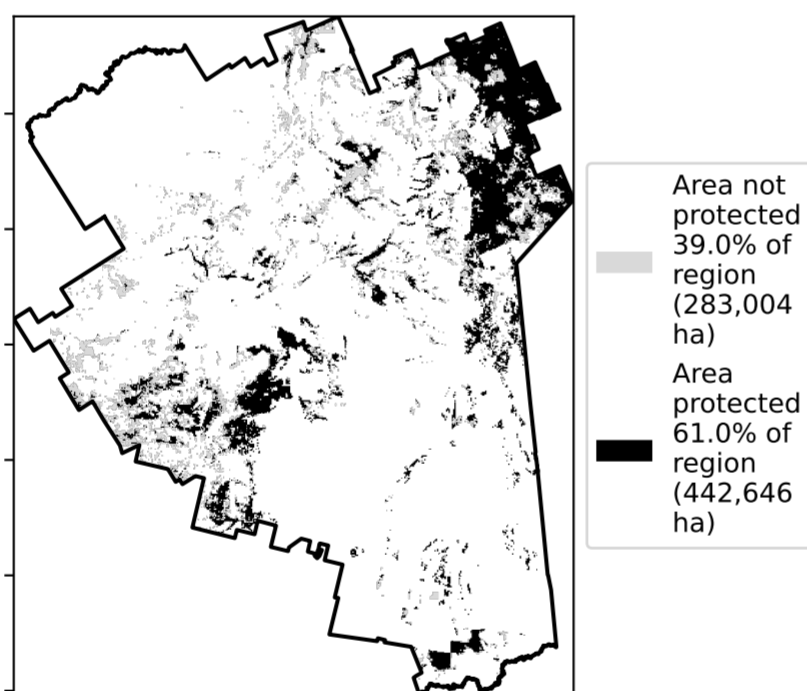 Area not
protected
39.0% of
region
(283,004
ha)
Area
protected
61.0% of
region
(442,646
ha)